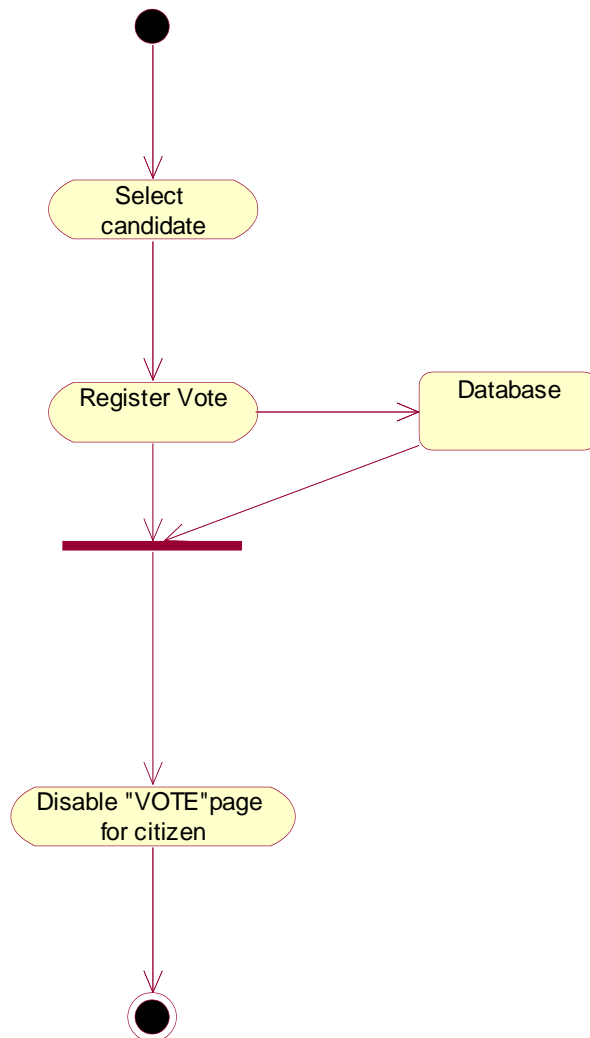 Select
candidate
Register Vote
Database
Disable "VOTE"page
for citizen